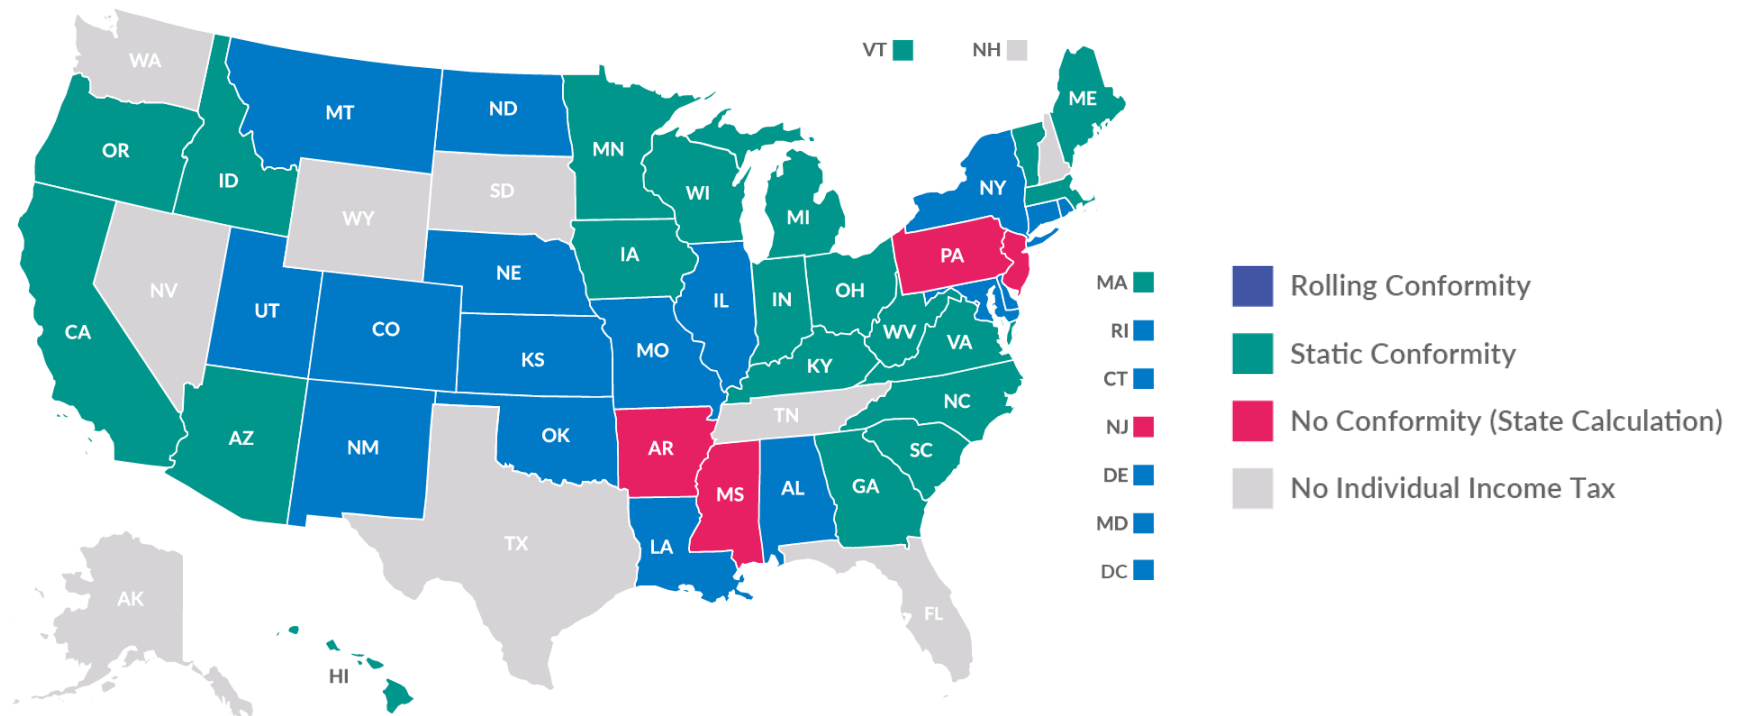 VT
NH
WA
MT
ND
ME
OR
MN
ID
SD
WI
NY
WY
MI
IA
PA
NE
NV
UT
IL
IN
OH
MA
Rolling Conformity
CA
CO
WV
RI
VA
KS
MO
KY
Static Conformity
CT
NC
TN
No Conformity (State Calculation)
NJ
AZ
NM
OK
AR
SC
DE
MS
AL
GA
No Individual Income Tax
MD
TX
LA
DC
AK
FL
HI